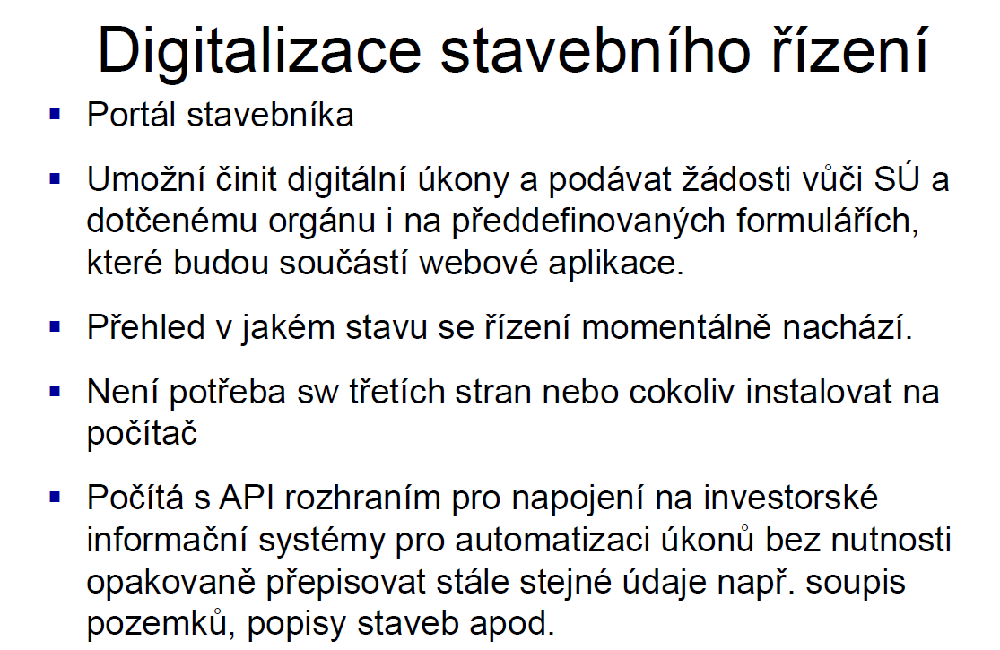 Digitalizace stavebního řízení
▪ Portál stavebníka
▪ Umožní činit digitální úkony a podávat žádosti vůči SÚ a
dotčenému orgánu i na předdefinovaných formulářích,
které budou součástí webové aplikace.
▪ Přehled v jakém stavu se řízení momentálně nachází.
▪ Není potřeba sw třetích stran nebo cokoliv instalovat na
počítač
▪ Počítá s API rozhraním pro napojení na investorské
informační systémy pro automatizaci úkonů bez nutnosti
opakovaně přepisovat stále stejné údaje např. soupis
pozemků, popisy staveb apod.